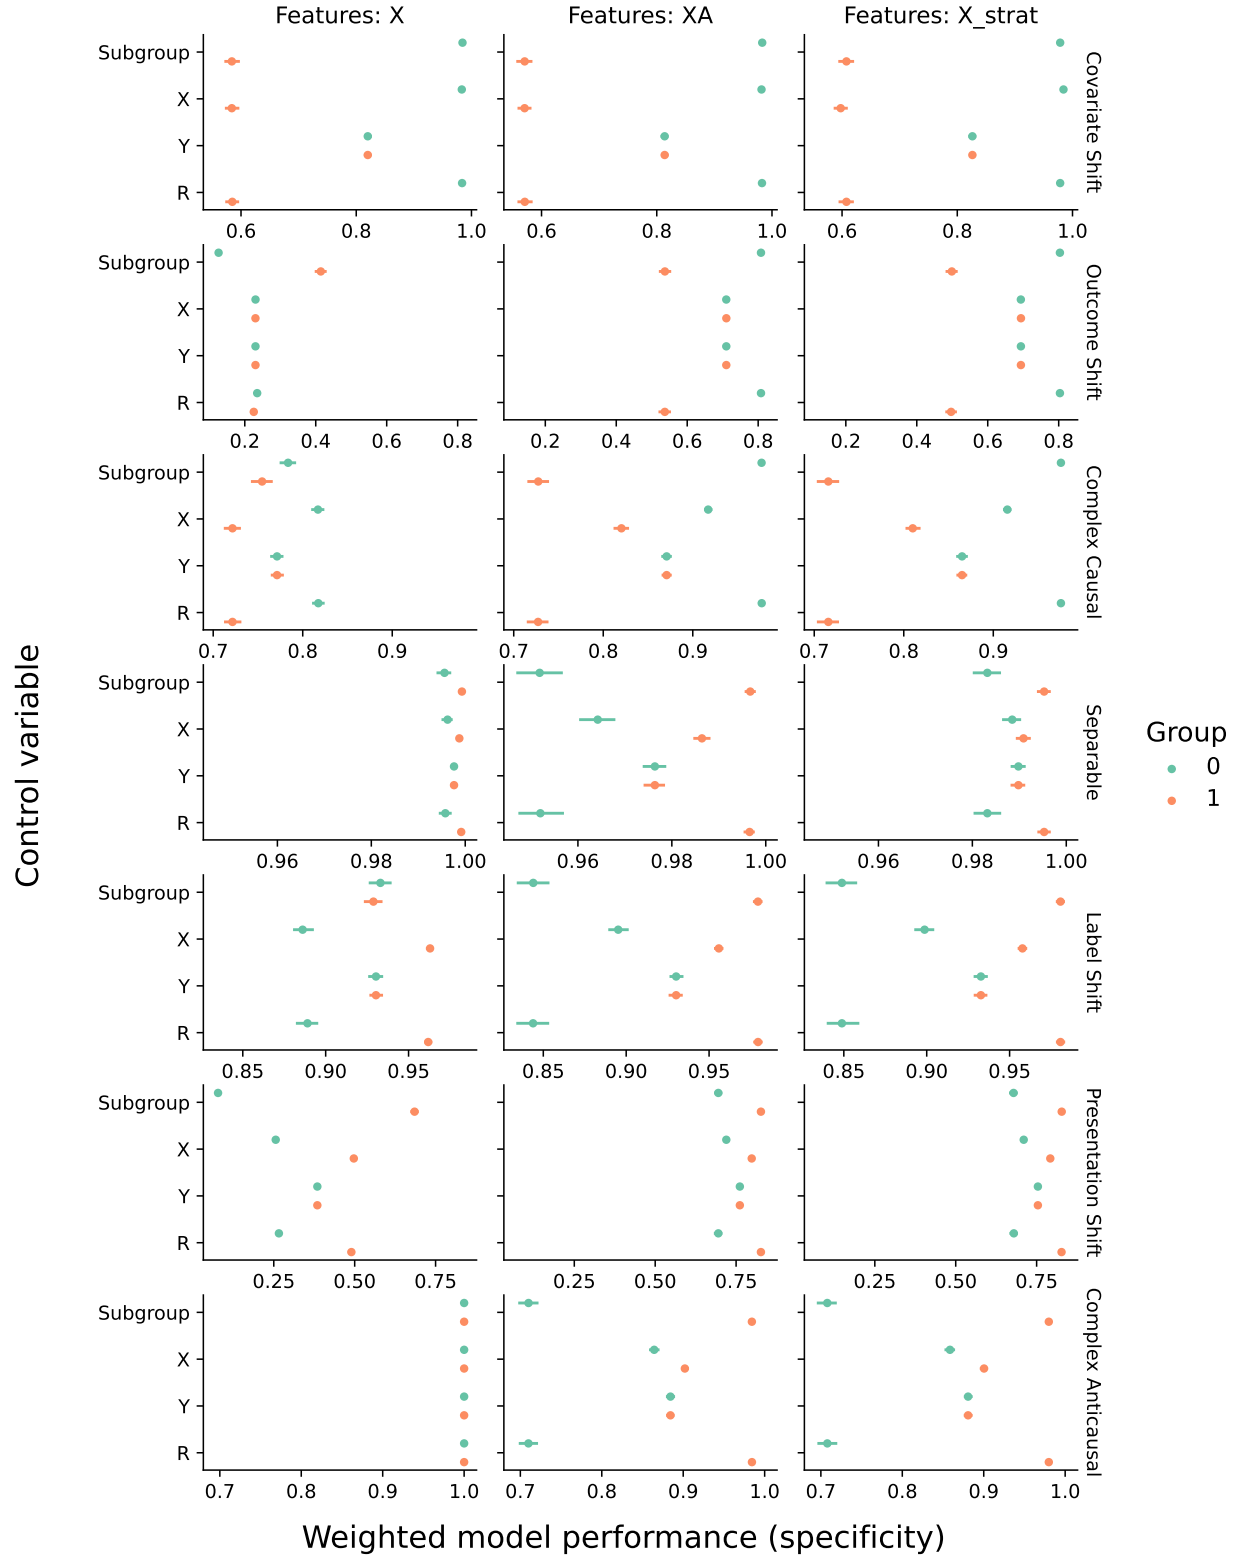 Features: X Features: XA Features: X_strat
Subgroup
X
Y
R
Covariate Shift
0.6 0.8 1.0 0.6 0.8 1.0 0.6 0.8 1.0
Subgroup
X
Y
R
Outcome Shift
0.2 0.4 0.6 0.8 0.2 0.4 0.6 0.8 0.2 0.4 0.6 0.8
Subgroup
X
Y
R
Complex Causal
0.7 0.8 0.9 0.7 0.8 0.9 0.7 0.8 0.9
Subgroup
X
Y
R
Separable
0.96 0.98 1.00 0.96 0.98 1.00 0.96 0.98 1.00
Subgroup
X
Y
R
Label Shift
0.85 0.90 0.95 0.85 0.90 0.95 0.85 0.90 0.95
Subgroup
X
Y
R
Presentation Shift
0.25 0.50 0.75 0.25 0.50 0.75 0.25 0.50 0.75
Subgroup
X
Y
R
Complex Anticausal
0.7 0.8 0.9 1.0 0.7 0.8 0.9 1.0 0.7 0.8 0.9 1.0
Control variable
Weighted model performance (specificity)
Group
0
1